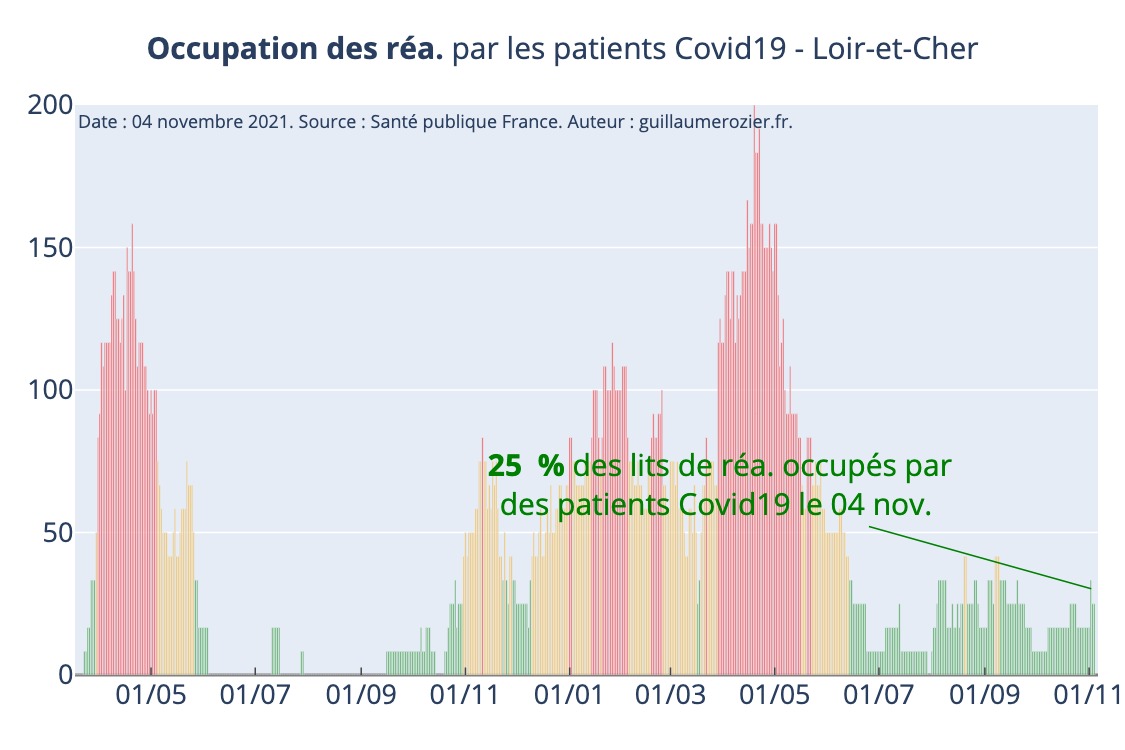 Occupation des réa. par les patients Covid19 - Loir-et-Cher
200
Date : 04 novembre 2021. Source : Santé publique France. Auteur : guillaumerozier.fr.
150
100
25 % des lits de réa. occupés par
des patients Covid19 le 04 nov.
50
0
01/05 01/07 01/09 01/11 01/01 01/03 01/05 01/07 01/09 01/11